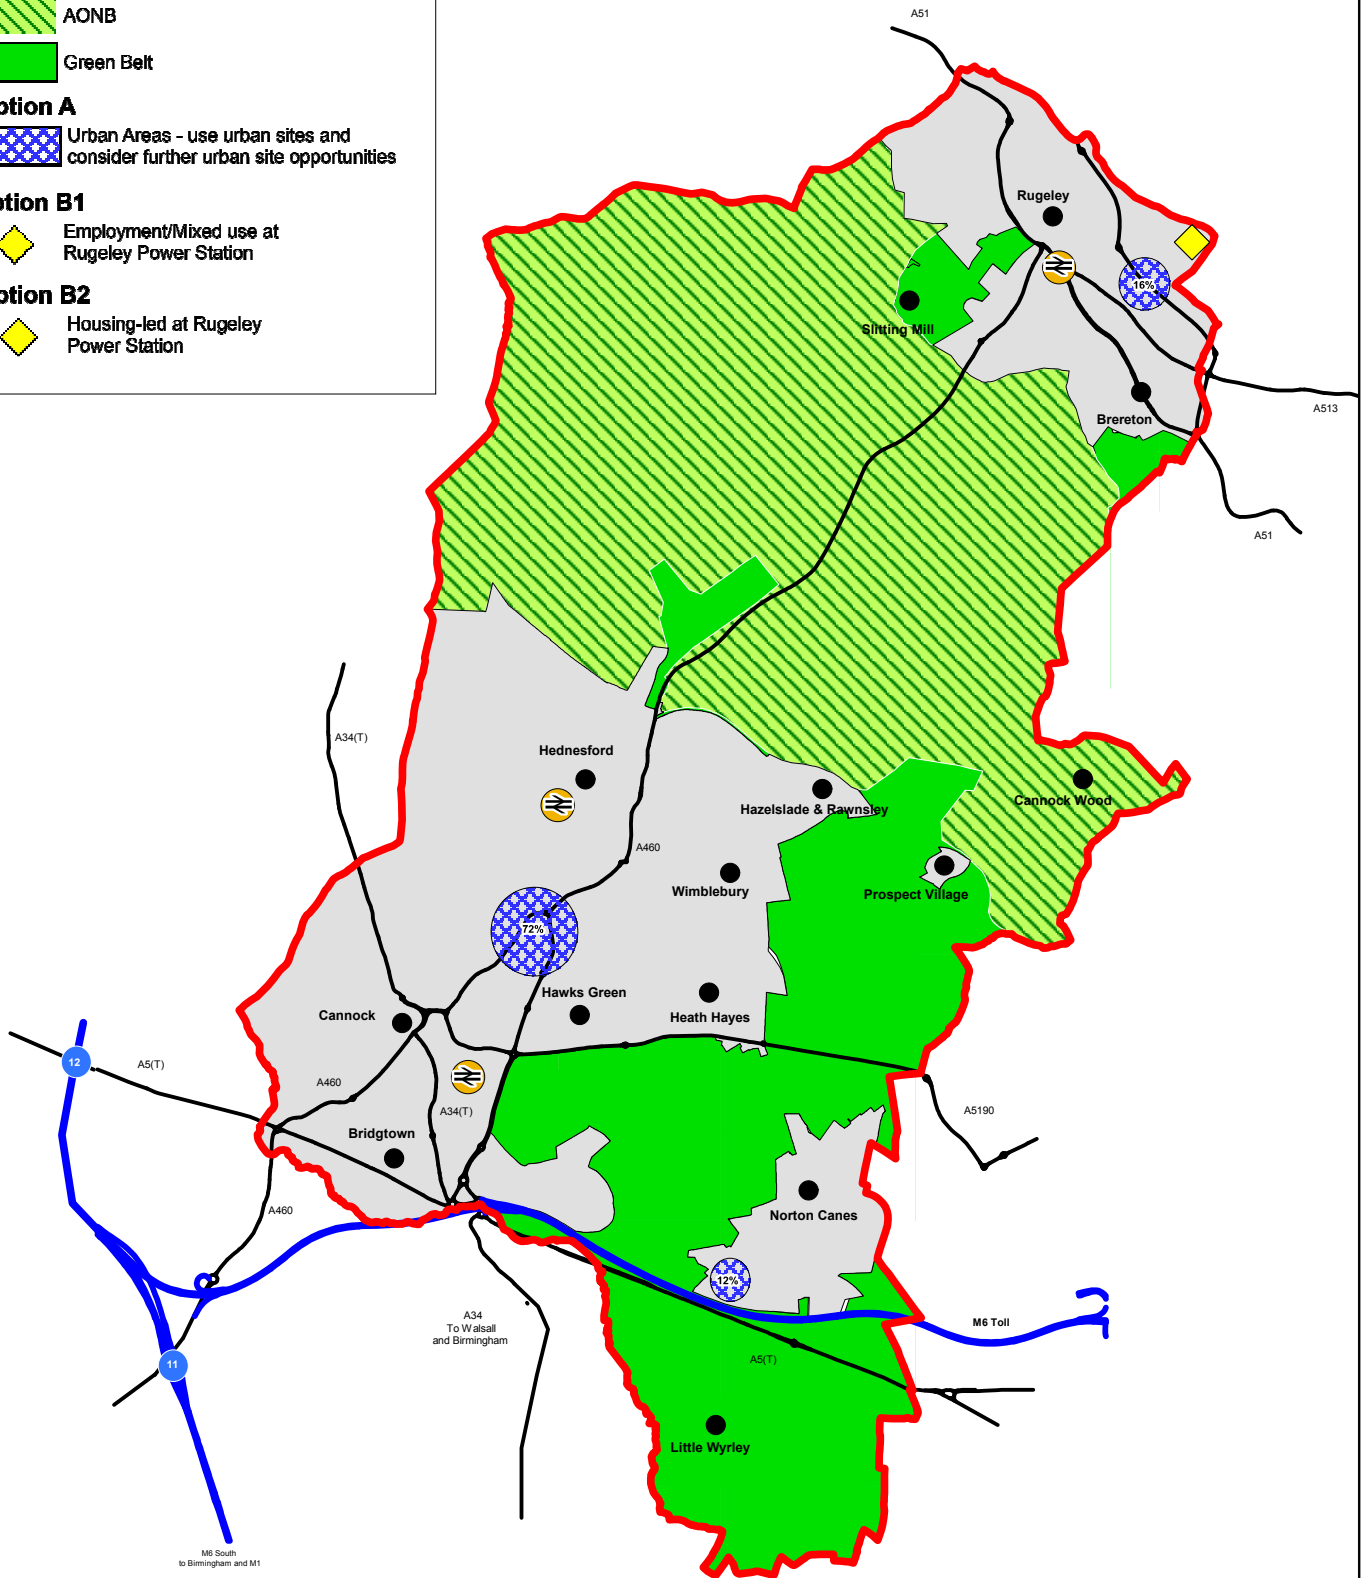 AONB
Green Belt
ption A
Urban Areas - use urban sites and
consider further urban site opportunities
ption B1
Employment/Mixed use at
Rugeley Power Station
ption B2
Housing-led at Rugeley
Power Station
A51
Rugeley
16%
Slitting Mill
A513
Brereton
A51
A34(T)
Hednesford
Hazelslade & Rawnsley
Cannock Wood
A460
Wimblebury
Prospect Village
72%
Hawks Green
Heath Hayes
Cannock
12
A5(T)
A460
A34(T)
A5190
Bridgtown
A460
Norton Canes
12%
A34
To Walsall
and Birmingham
M6 Toll
A5(T)
11
Little Wyrley
M6 South
to Birmingham and M1